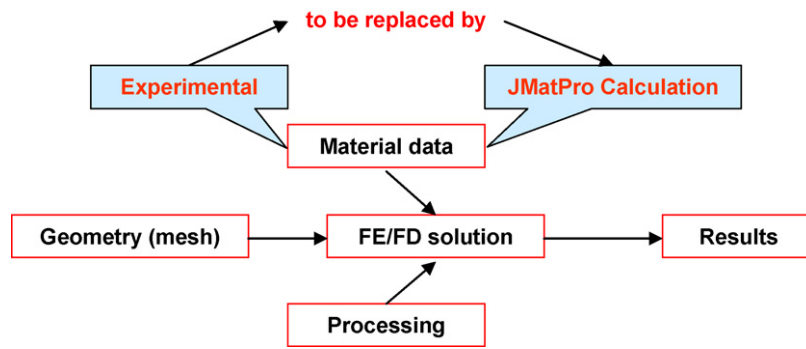 to be replaced by
Experimental
JMatPro Calculation
Material data
Geometry (mesh)
FE/FD solution
Results
Processing